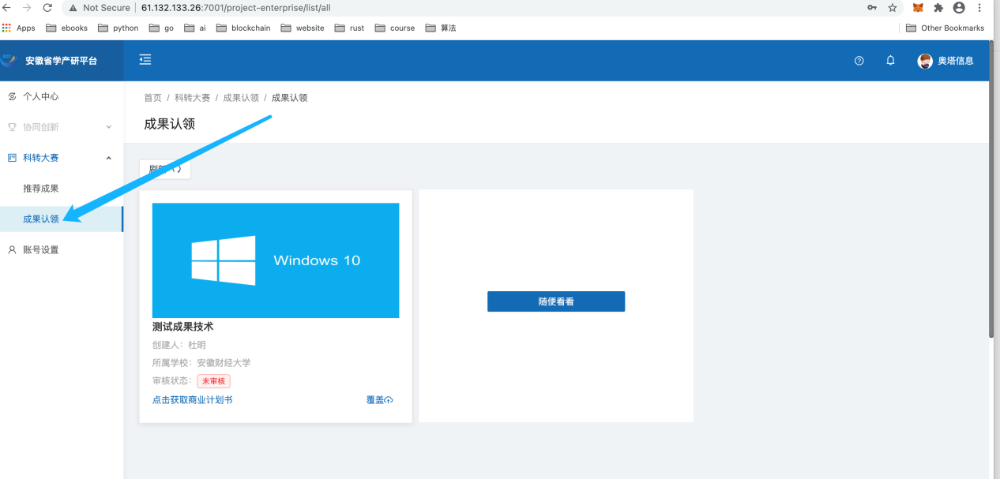 Not Secure | 61.132.133.26:7001/project-enterprise/list/all
Apps ebooks python go ai blockchain website rust course 算法 Other Bookmarks
安徽省学产研平台 奥塔信息
个人中心
协同创新
科转大赛
推荐成果
成果认领
账号设置
首页 / 科转大赛 / 成果认领 / 成果认领
成果认领
Windows 10
测试成果技术
创建人：杜明
所属学校：安徽财经大学
审核状态：未审核
点击获取商业计划书 覆盖
随便看看